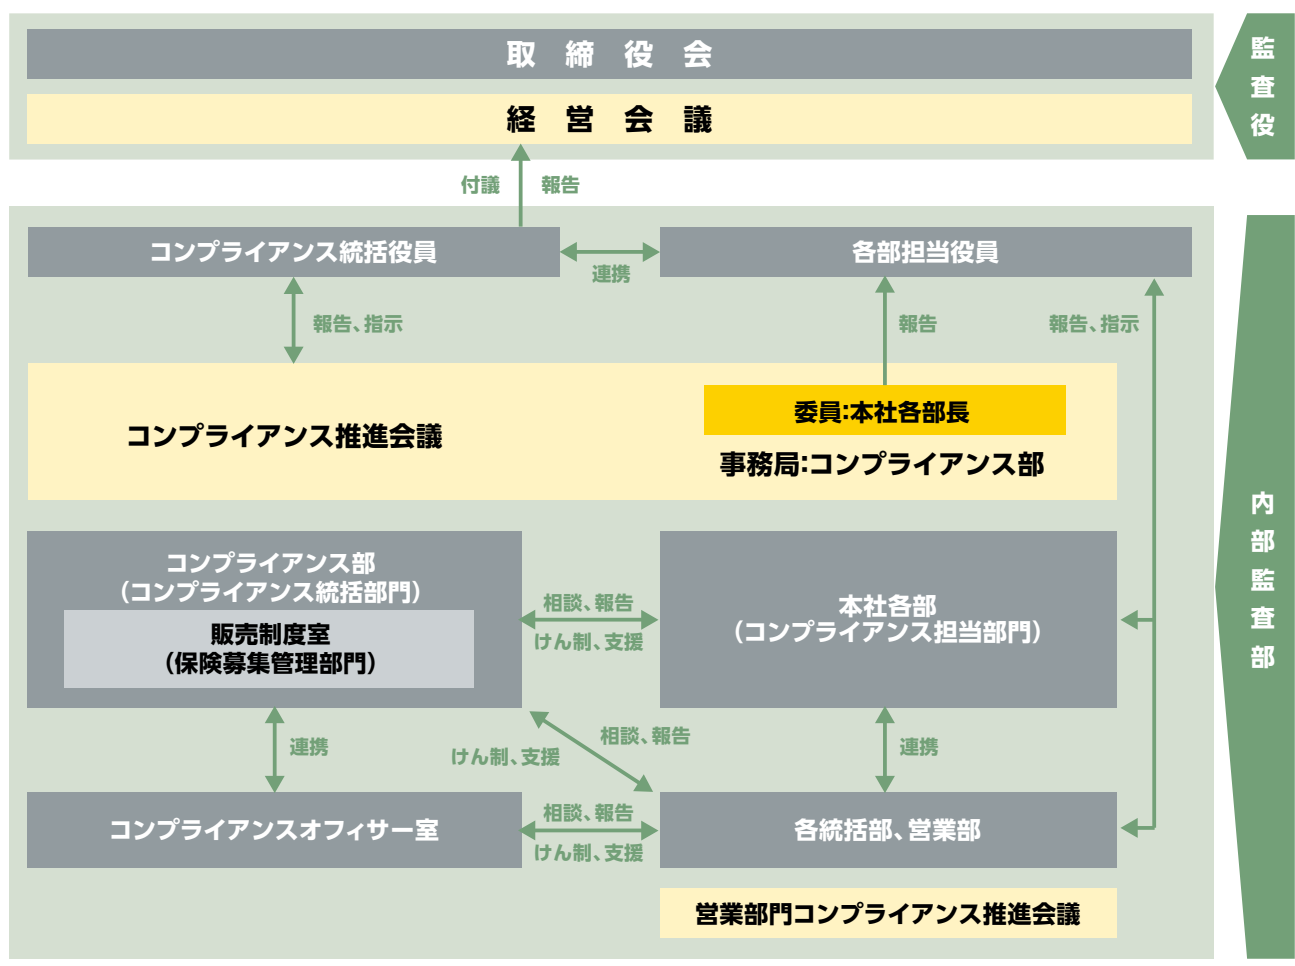 取締役会
監査役
経営会議
付議
報告
コンプライアンス統括役員
連携
各部担当役員
報告、指示
報告
報告、指示
コンプライアンス推進会議
委員:本社各部長
事務局:コンプライアンス部
内部監査部
コンプライアンス部
(コンプライアンス統括部門)
販売制度室
(保険募集管理部門)
相談、報告
けん制、支援
本社各部
(コンプライアンス担当部門)
連携
相談、報告
けん制、支援
連携
コンプライアンスオフィサー室
相談、報告
けん制、支援
各統括部、営業部
営業部門コンプライアンス推進会議